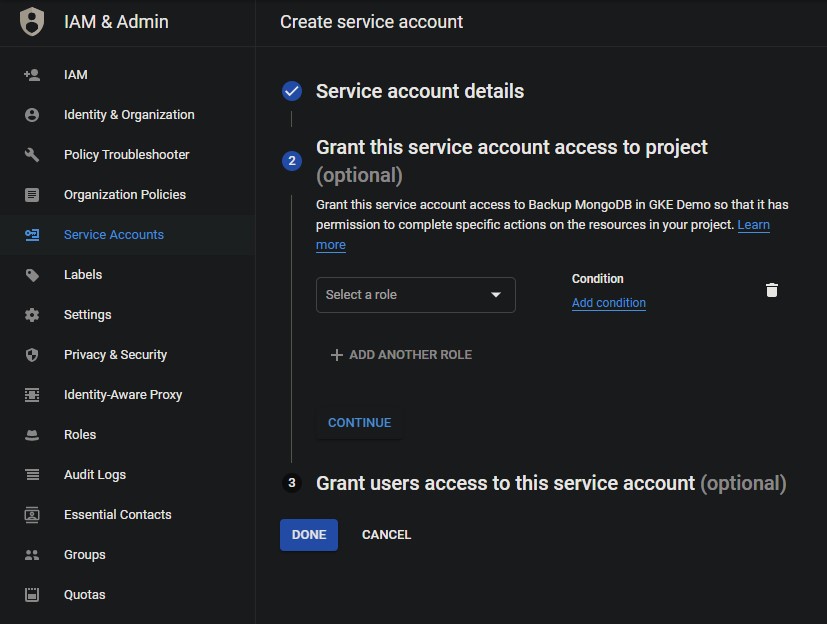 IAM & Admin
IAM
Identity & Organization
Policy Troubleshooter
Organization Policies
Service Accounts
Labels
Settings
Privacy & Security
Identity-Aware Proxy
Roles
Audit Logs
Essential Contacts
Groups
Quotas
Create service account
Service account details
2
Grant this service account access to project
(optional)
Grant this service account access to Backup MongoDB in GKE Demo so that it has
permission to complete specific actions on the resources in your project. Learn
more
Select a role
Condition
Add condition
ADD ANOTHER ROLE
CONTINUE
3
Grant users access to this service account (optional)
DONE
CANCEL